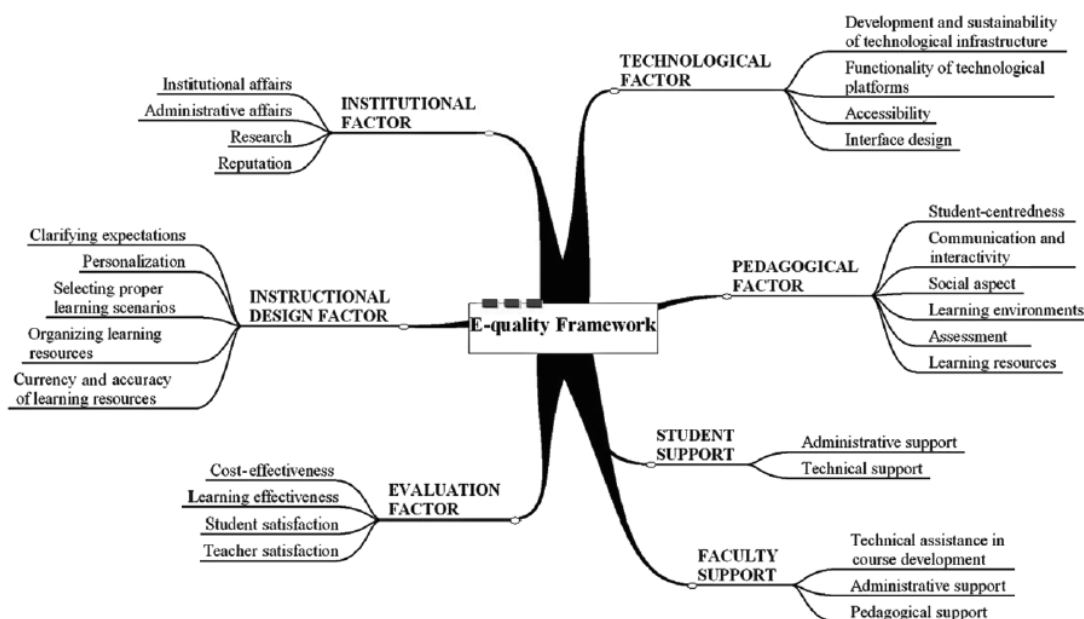 Institutional affairs
Administrative affairs
Research
Reputation
INSTITUTIONAL
FACTOR
TECHNOLOGICAL
FACTOR
Development and sustainability
of technological infrastructure
Functionality of technological
platforms
Accessibility
Interface design
Clarifying expectations
Personalization
Selecting proper
learning scenarios
Organizing learning
resources
Currency and accuracy
of learning resources
INSTRUCTIONAL
DESIGN FACTOR
E-quality Framework
PEDAGOGICAL
FACTOR
Student-centredness
Communication and
interactivity
Social aspect
Learning environments
Assessment
Learning resources
Cost-effectiveness
Learning effectiveness
Student satisfaction
Teacher satisfaction
EVALUATION
FACTOR
STUDENT
SUPPORT
Administrative support
Technical support
FACULTY
SUPPORT
Technical assistance in
course development
Administrative support
Pedagogical support